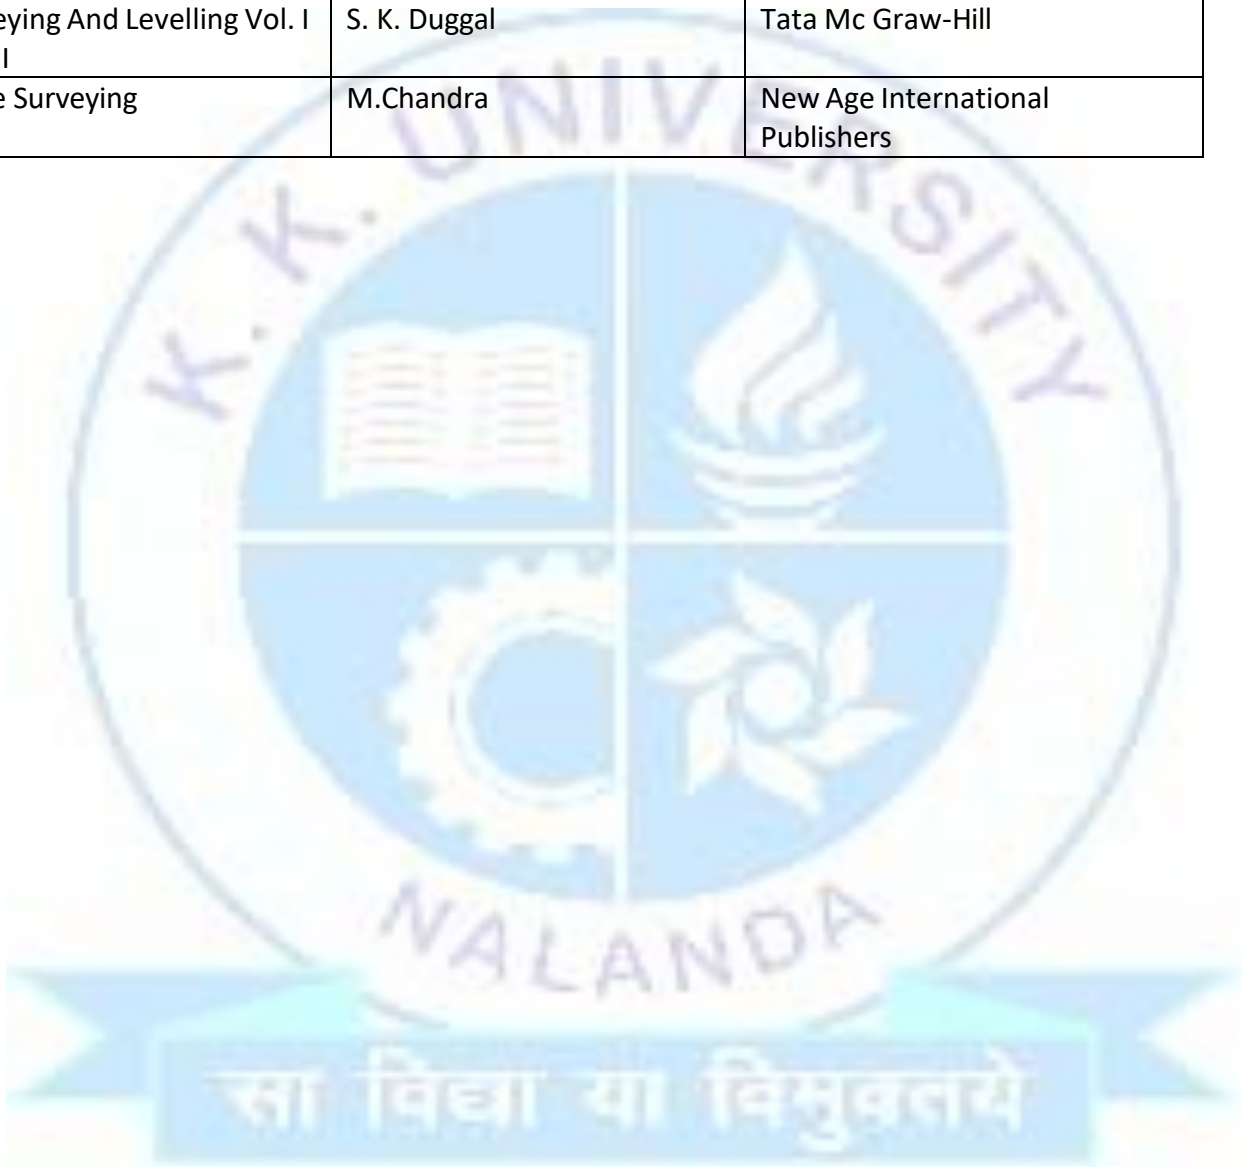 eying And Levelling Vol. I S. K. Duggal Tata Mc Graw-Hill
I
e Surveying M.Chandra New Age International
Publishers
K. K. UNIVERSITY
NALANDA
सा विद्या या विमुक्तये